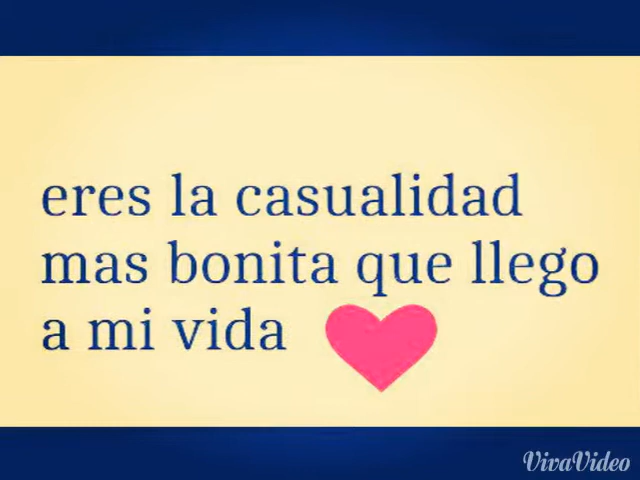 eres la casualidad
mas bonita que llego
a mi vida
VivaVideo